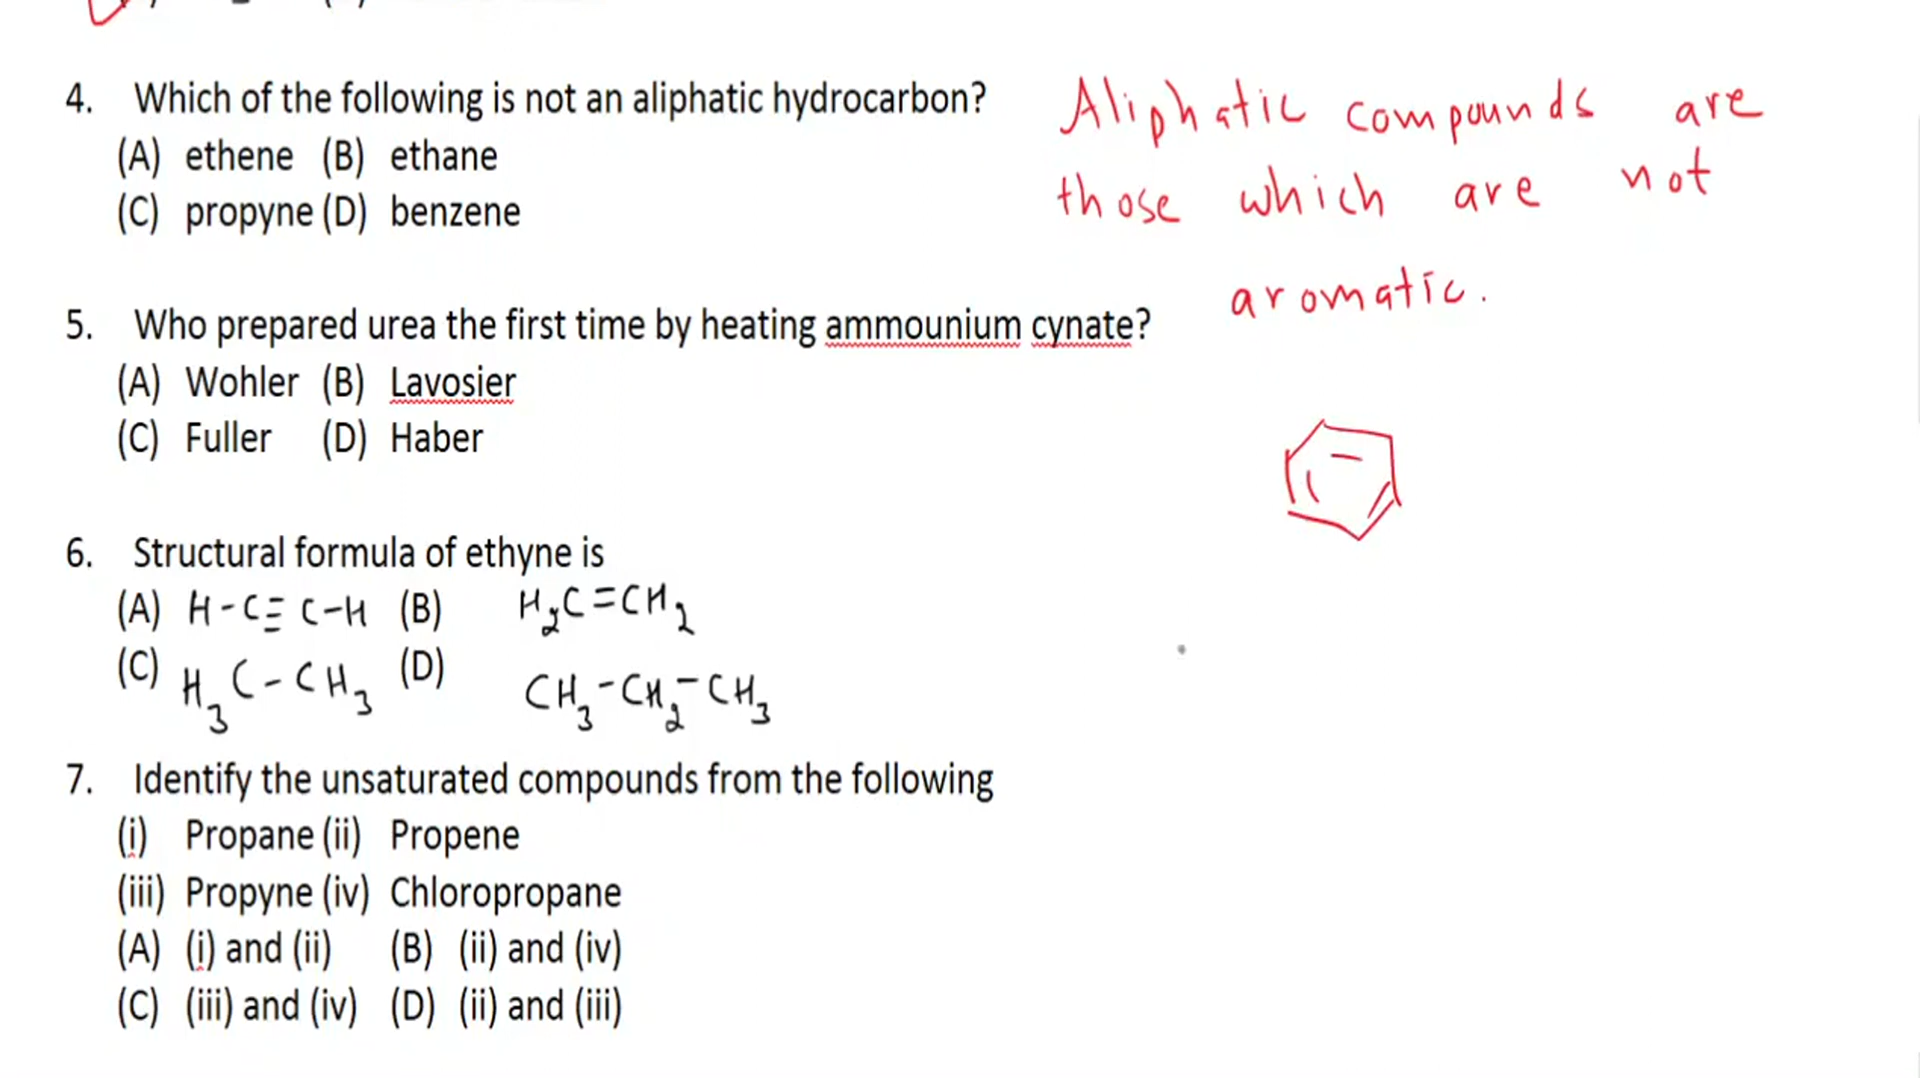 4. Which of the following is not an aliphatic hydrocarbon?
(A) ethene (B) ethane
(C) propyne (D) benzene
Aliphatic compounds are
those which are not
aromatic.
5. Who prepared urea the first time by heating ammounium cynate?
(A) Wohler (B) Lavosier
(C) Fuller (D) Haber
6. Structural formula of ethyne is
(A) H-C≡C-H (B) H₂C=CH₂
(C) H₃C-CH₃ (D) CH₃-CH₂-CH₃
7. Identify the unsaturated compounds from the following
(i) Propane (ii) Propene
(iii) Propyne (iv) Chloropropane
(A) (i) and (ii) (B) (ii) and (iv)
(C) (iii) and (iv) (D) (ii) and (iii)